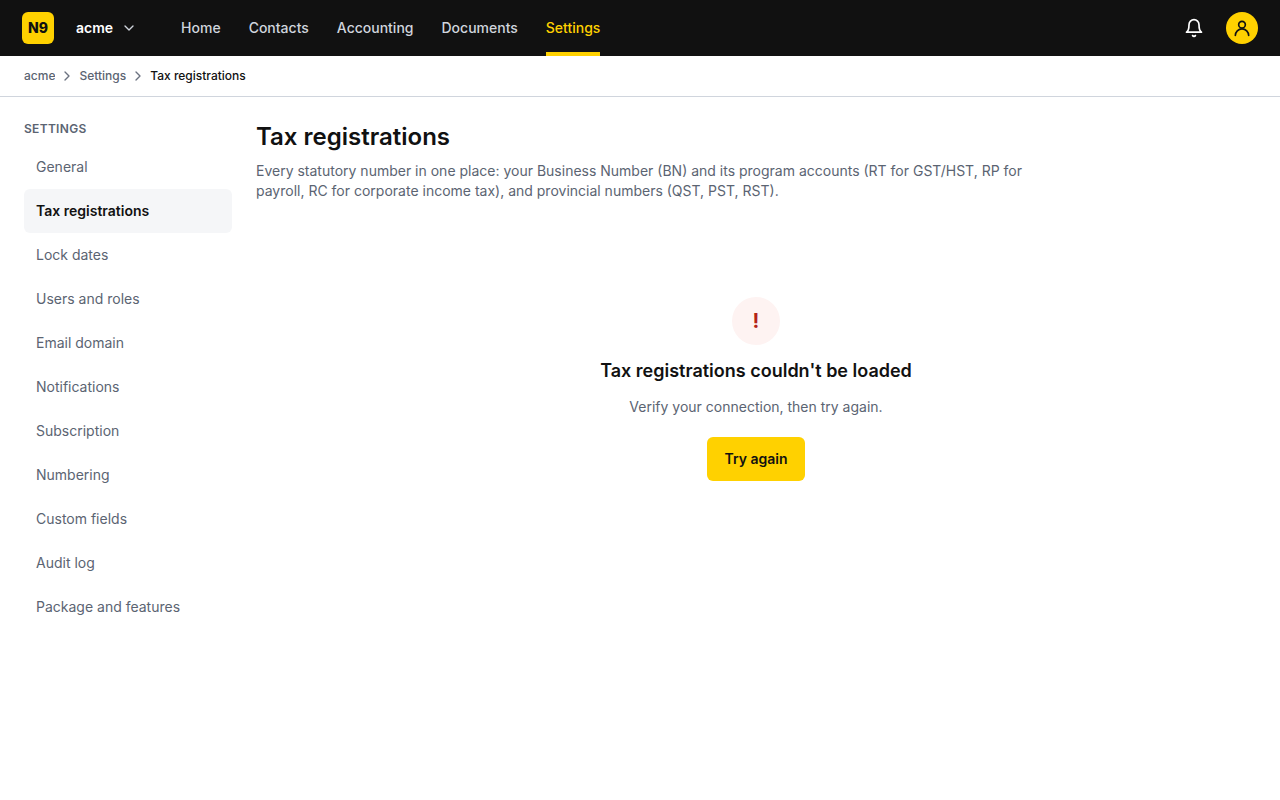 N9
acme
Home
Contacts
Accounting
Documents
Settings
acme
Settings
Tax registrations
SETTINGS
General
Tax registrations
Lock dates
Users and roles
Email domain
Notifications
Subscription
Numbering
Custom fields
Audit log
Package and features
Tax registrations
Every statutory number in one place: your Business Number (BN) and its program accounts (RT for GST/HST, RP for
payroll, RC for corporate income tax), and provincial numbers (QST, PST, RST).
!
Tax registrations couldn't be loaded
Verify your connection, then try again.
Try again